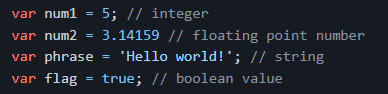 var num1 = 5; // integer
var num2 = 3.14159 // floating point number
var phrase = 'Hello world!'; // string
var flag = true; // boolean value